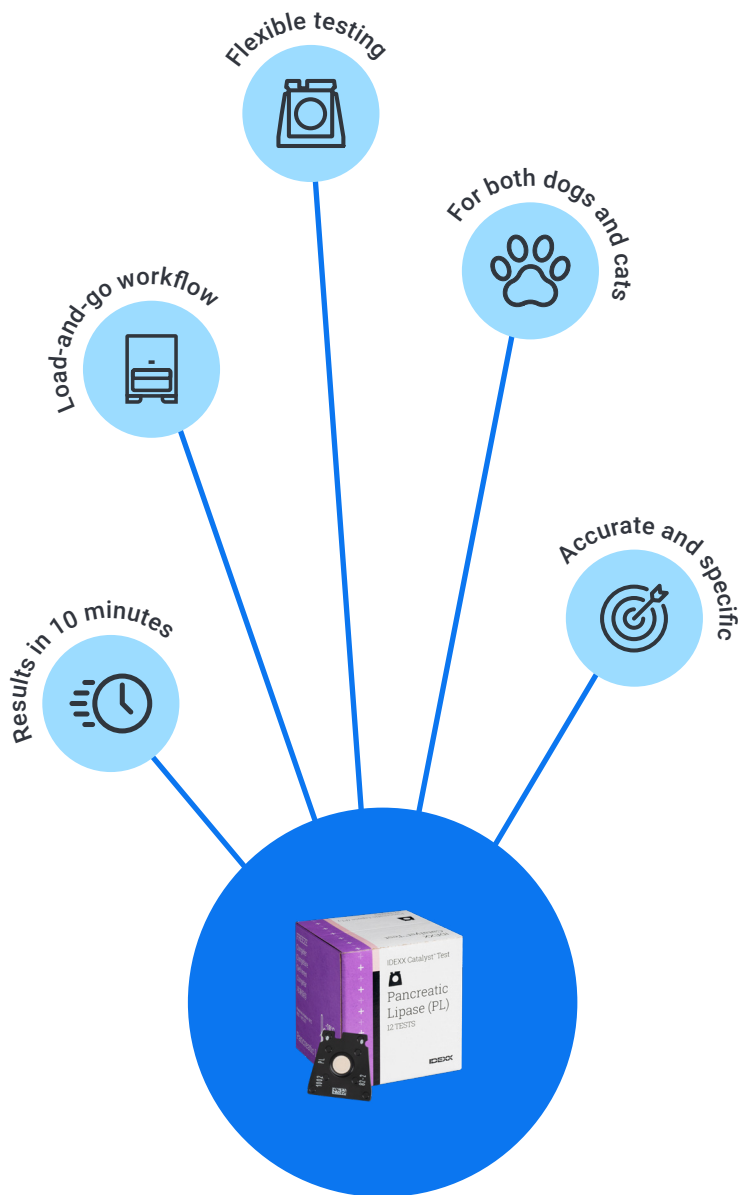 Flexible testing
For both dogs and cats
Load-and-go workflow
Accurate and specific
Results in 10 minutes
IDEXX Catalyst* Test
Pancreatic
Lipase (PL)
12 TESTS
IDEXX
PL